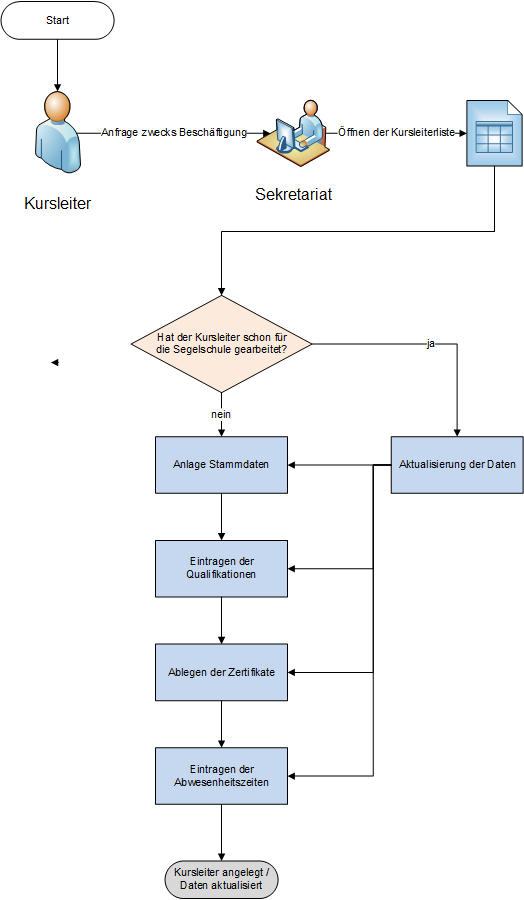 Start
Anfrage zwecks Beschäftigung
Öffnen der Kursleiterliste
Kursleiter
Sekretariat
Hat der Kursleiter schon für
die Segelschule gearbeitet?
ja
nein
Anlage Stammdaten
Aktualisierung der Daten
Eintragen der
Qualifikationen
Ablegen der Zertifikate
Eintragen der
Abwesenheitszeiten
Kursleiter angelegt /
Daten aktualisiert